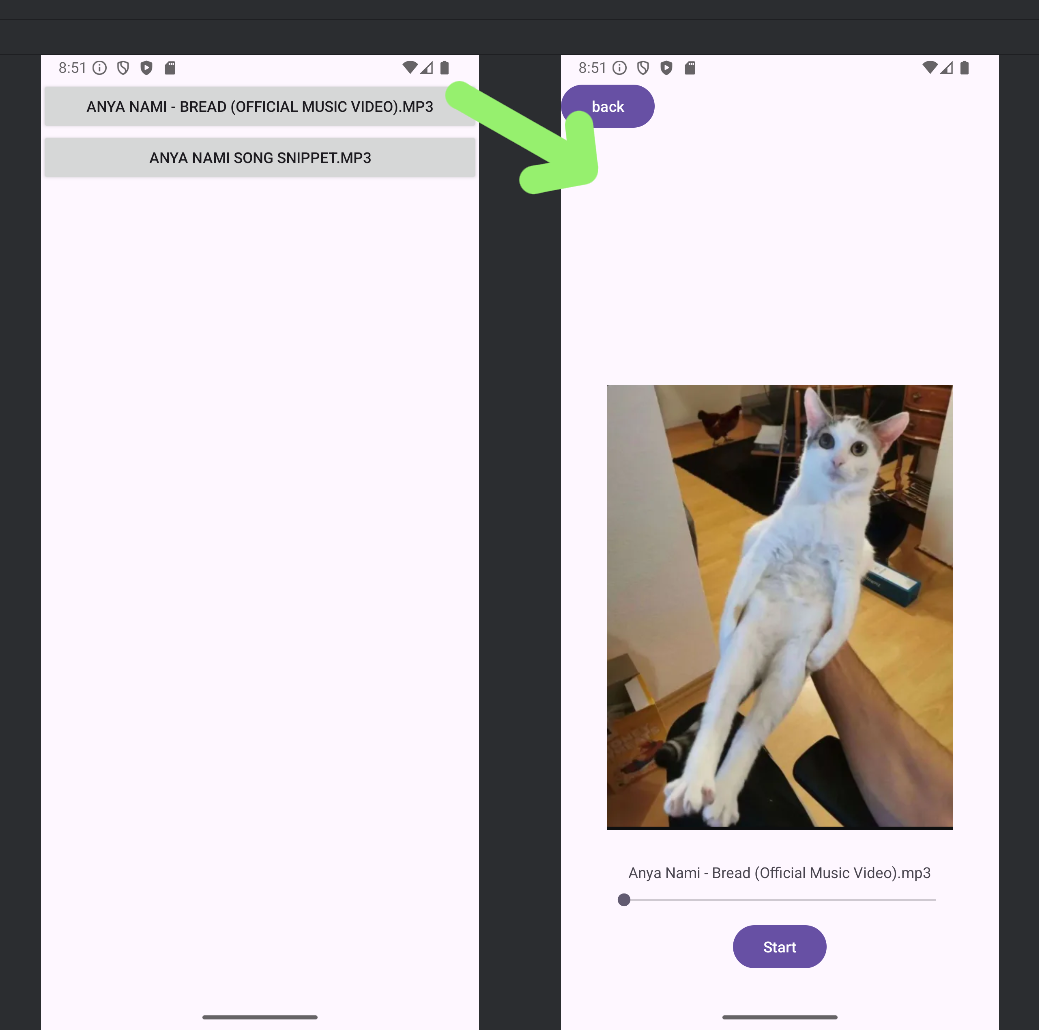 8:51
ANYA NAMI - BREAD (OFFICIAL MUSIC VIDEO).MP3
ANYA NAMI SONG SNIPPET.MP3
8:51
back
Anya Nami - Bread (Official Music Video).mp3
Start